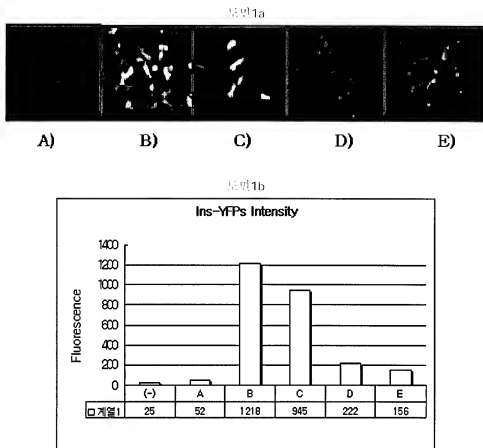 도면1a
A) B) C) D) E)
도면1b
Ins-YFPs Intensity
1400
1200
1000
800
600
400
200
0
Fluorescence
(-) A B C D E
계열1 25 52 1218 945 222 156